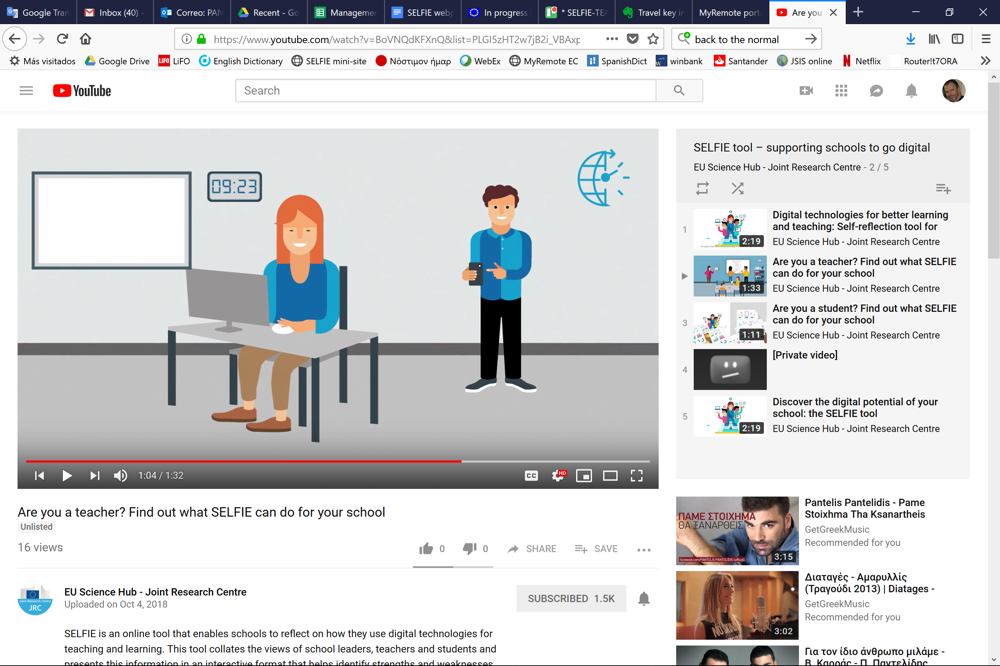 Google Tran
Inbox (40) -
Correo: PAN
Recent - Go
Managemer
SELFIE webp
In progress
* SELFIE-TEA
Travel key in
MyRemote porta
Are you
https://www.youtube.com/watch?v=BoVNQdKFXnQ&list=PLGI5zHT2w7jB2i_VBAxp
back to the normal
Más visitados
Google Drive
LiFO
LiFO
English Dictionary
SELFIE mini-site
Νόστιμον ήμαρ
WebEx
MyRemote EC
SpanishDict
winbank
Santander
JSIS online
Netflix
Router!t7ORA
YouTube
Search
09:23
1:04 / 1:32
CC
HD
Are you a teacher? Find out what SELFIE can do for your school
Unlisted
16 views
0
0
SHARE
SAVE
Joint Research Centre
JRC
EU Science Hub - Joint Research Centre
Uploaded on Oct 4, 2018
SUBSCRIBED 1.5K
SELFIE is an online tool that enables schools to reflect on how they use digital technologies for
teaching and learning. This tool collates the views of school leaders, teachers and students and
presents this information in an interactive format that helps identify strengths and weaknesses
SELFIE tool – supporting schools to go digital
EU Science Hub - Joint Research Centre - 2 / 5
1
2:19
Digital technologies for better learning
and teaching: Self-reflection tool for
EU Science Hub - Joint Research Centre
1:33
Are you a teacher? Find out what SELFIE
can do for your school
EU Science Hub - Joint Research Centre
3
1:11
Are you a student? Find out what SELFIE
can do for your school
EU Science Hub - Joint Research Centre
4
[Private video]
5
2:19
Discover the digital potential of your
school: the SELFIE tool
EU Science Hub - Joint Research Centre
ΠΑΜΕ ΣΤΟΙΧΗΜΑ
ΘΑ ΞΑΝΑΡΘΕΙΣ
facebook.com/PANTELIS PANTELIDIS (official)
3:15
Pantelis Pantelidis - Pame
Stoixhma Tha Ksanartheis
GetGreekMusic
Recommended for you
3:02
Διαταγές - Αμαρυλλίς
(Τραγούδι 2013) | Diatages -
GetGreekMusic
Recommended for you
Για τον ίδιο άνθρωπο μιλάμε -
Β. Καρράς - Π. Παντελίδης